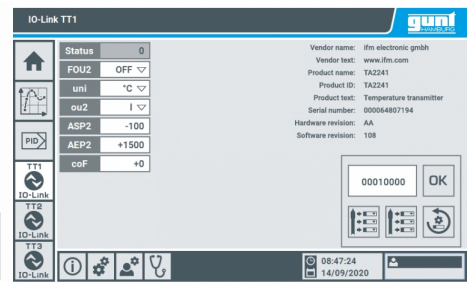 IO-Link TT1
gunt
HAMBURG
Status 0
FOU2 OFF
uni °C
ou2 I
ASP2 -100
AEP2 +1500
coF +0
Vendor name: ifm electronic gmbh
Vendor text: www.ifm.com
Product name: TA2241
Product ID: TA2241
Product text: Temperature transmitter
Serial number: 000064807194
Hardware revision: AA
Software revision: 108
PID
TT1
IO-Link
TT2
IO-Link
TT3
IO-Link
00010000 OK
08:47:24
14/09/2020